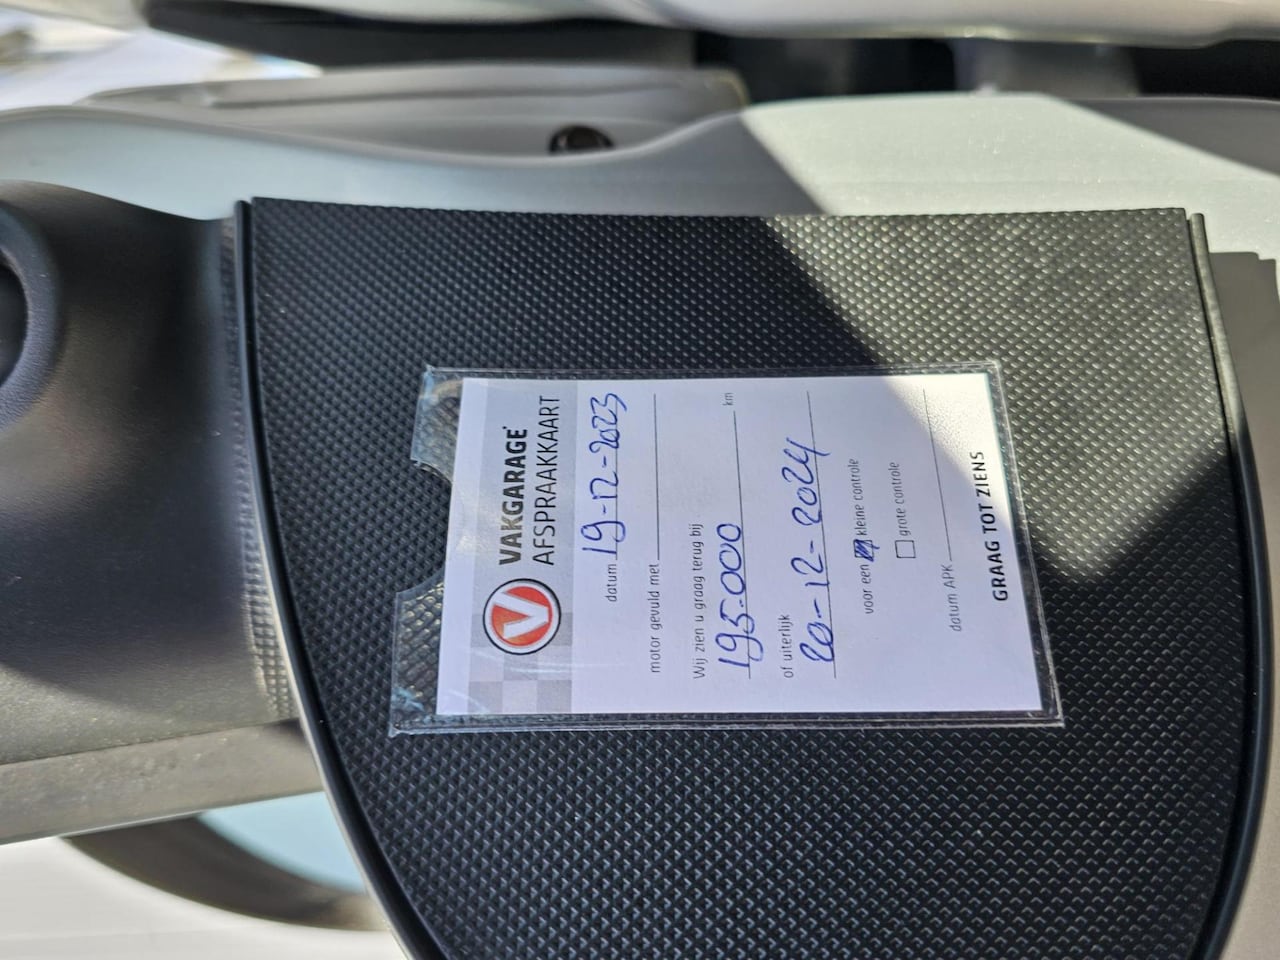 V
VAKGARAGE
AFSPRAAKKAART
datum 19-12-2023
motor gevuld met
Wij zien u graag terug bij
195.000 km
of uiterlijk
20-12-2024
voor een kleine controle
grote controle
datum APK
GRAAG TOT ZIENS